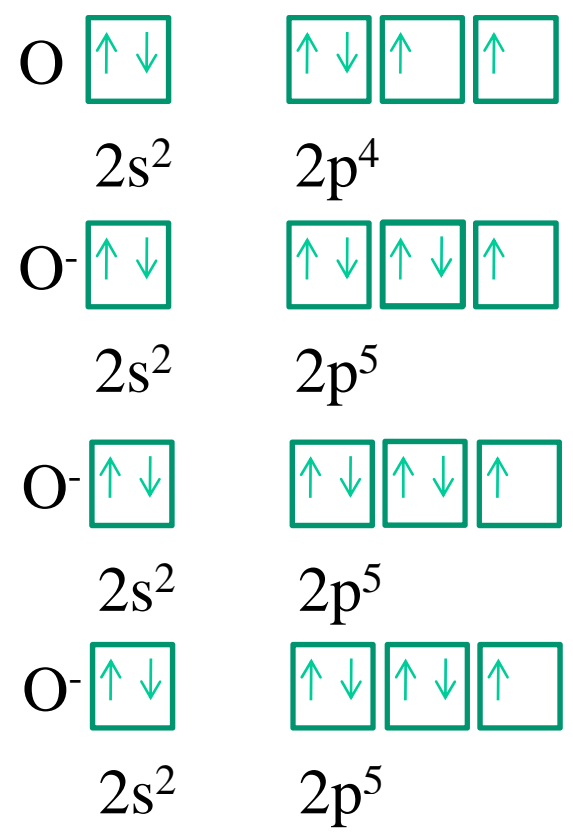 O ↑ ↓ ↑ ↓ ↑ ↑
2s² 2p⁴
O⁻ ↑ ↓ ↑ ↓ ↑ ↓ ↑
2s² 2p⁵
O⁻ ↑ ↓ ↑ ↓ ↑ ↓ ↑
2s² 2p⁵
O⁻ ↑ ↓ ↑ ↓ ↑ ↓ ↑
2s² 2p⁵